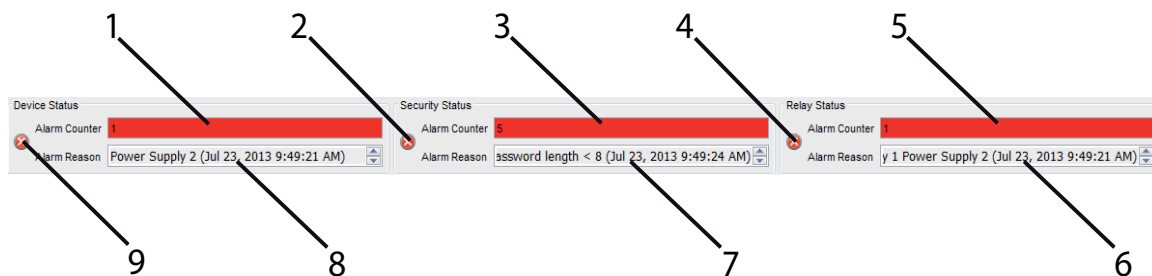 1 2 3 4 5
Device Status Security Status Relay Status
Alarm Counter 1 Alarm Counter 5 Alarm Counter 1
Alarm Reason Power Supply 2 (Jul 23, 2013 9:49:21 AM) Alarm Reason assword length < 8 (Jul 23, 2013 9:49:24 AM) Alarm Reason y 1 Power Supply 2 (Jul 23, 2013 9:49:21 AM)
9 8 7 6